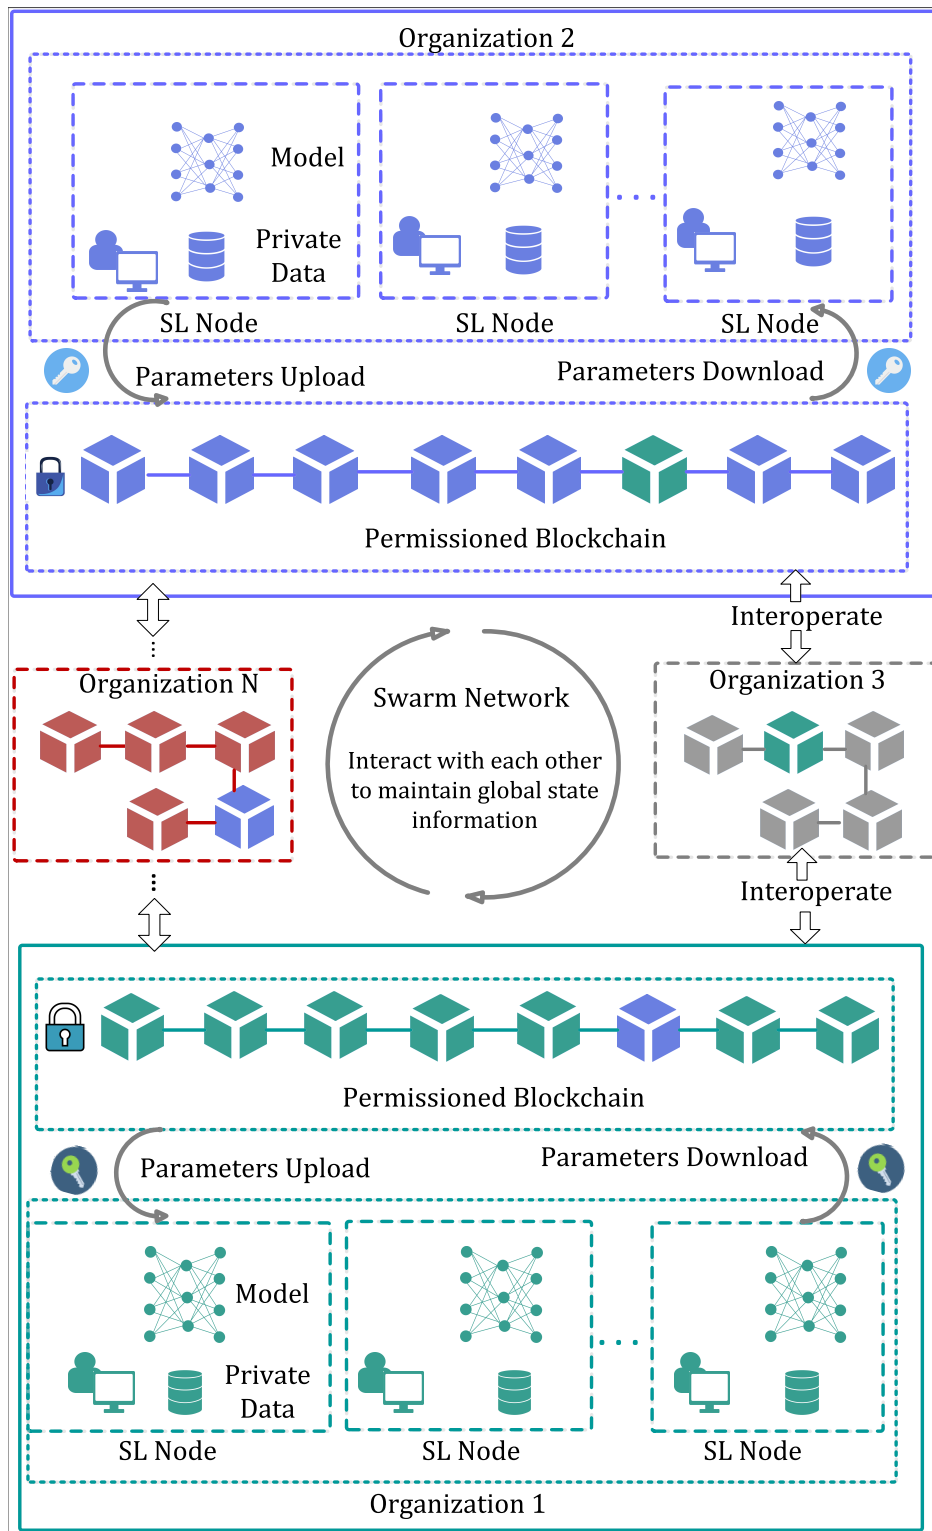 Organization 2
Model
Private
Data
SL Node
SL Node
SL Node
Parameters Upload
Parameters Download
Permissioned Blockchain
Interoperate
Organization N
Swarm Network
Organization 3
Interact with each other
to maintain global state
information
Interoperate
Permissioned Blockchain
Parameters Upload
Parameters Download
Model
Private
Data
SL Node
SL Node
SL Node
Organization 1